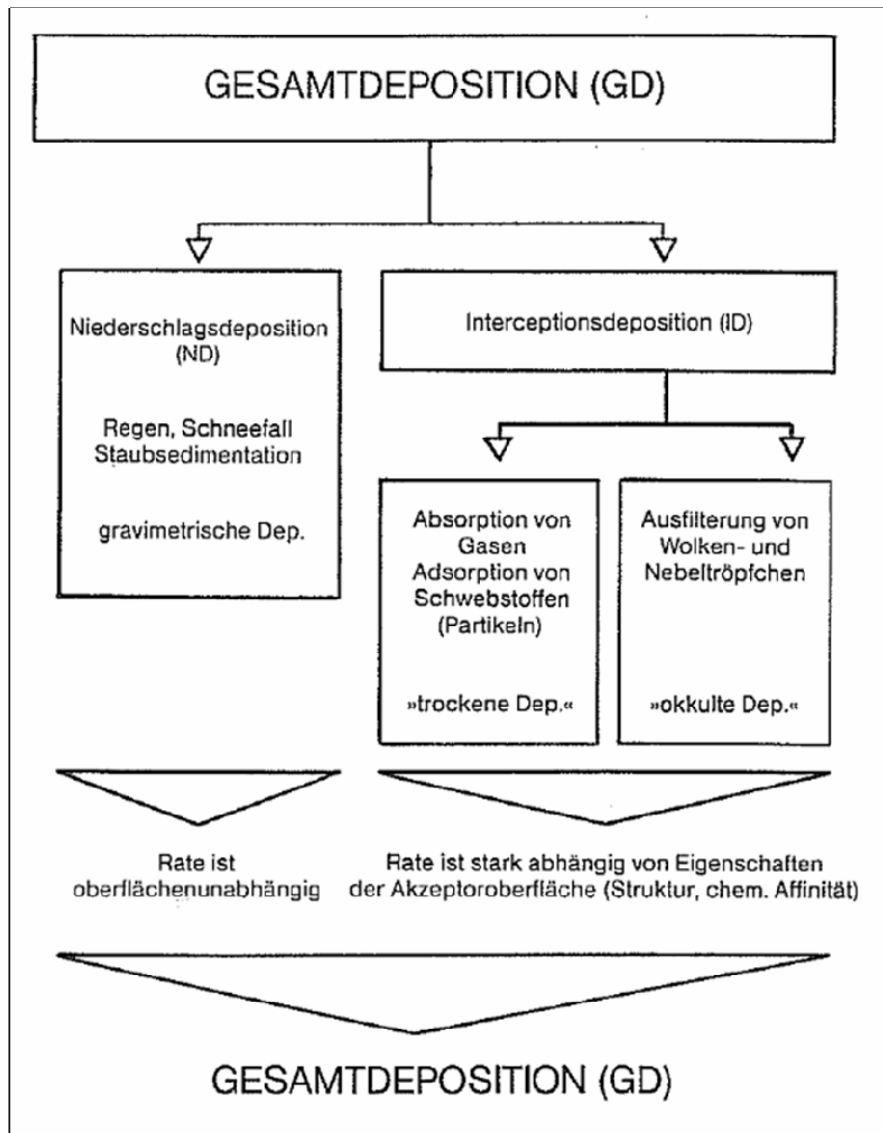 GESAMTDEPOSITION (GD)
Niederschlagsdeposition
(ND)
Regen, Schneefall
Staubsedimentation
gravimetrische Dep.
Interceptionsdeposition (ID)
Absorption von
Gasen
Adsorption von
Schwebstoffen
(Partikeln)
»trockene Dep.«
Ausfilterung von
Wolken- und
Nebeltröpfchen
»okkulte Dep.«
Rate ist
oberflächenunabhängig
Rate ist stark abhängig von Eigenschaften
der Akzeptoroberfläche (Struktur, chem. Affinität)
GESAMTDEPOSITION (GD)